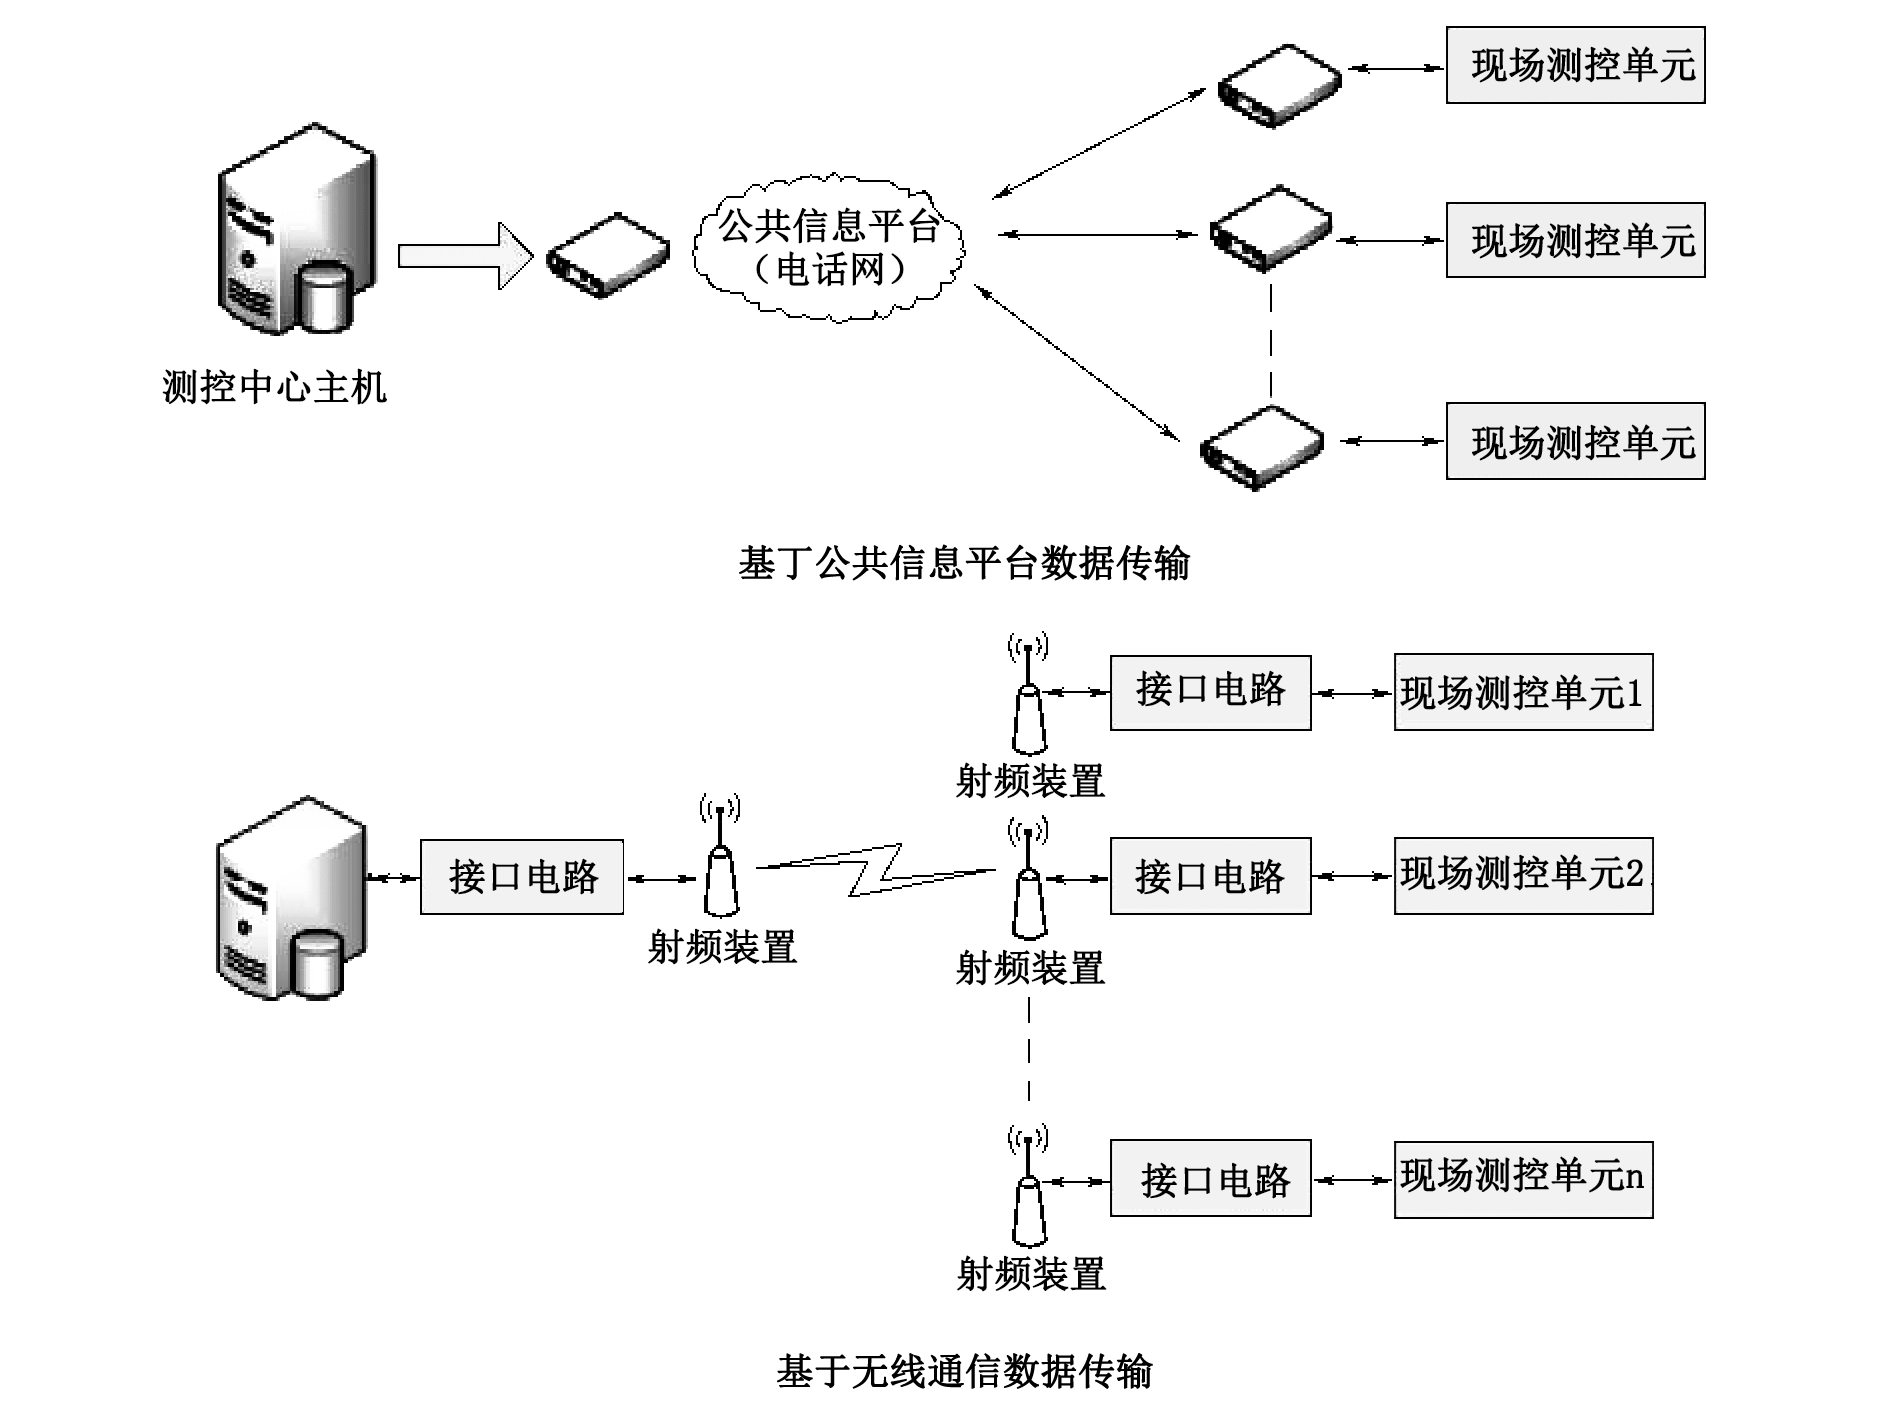 现场测控单元
公共信息平台
（电话网）
现场测控单元
测控中心主机
现场测控单元
基丁公共信息平台数据传输
接口电路
现场测控单元1
射频装置
接口电路
射频装置
接口电路
现场测控单元2
射频装置
接口电路
现场测控单元n
射频装置
基于无线通信数据传输